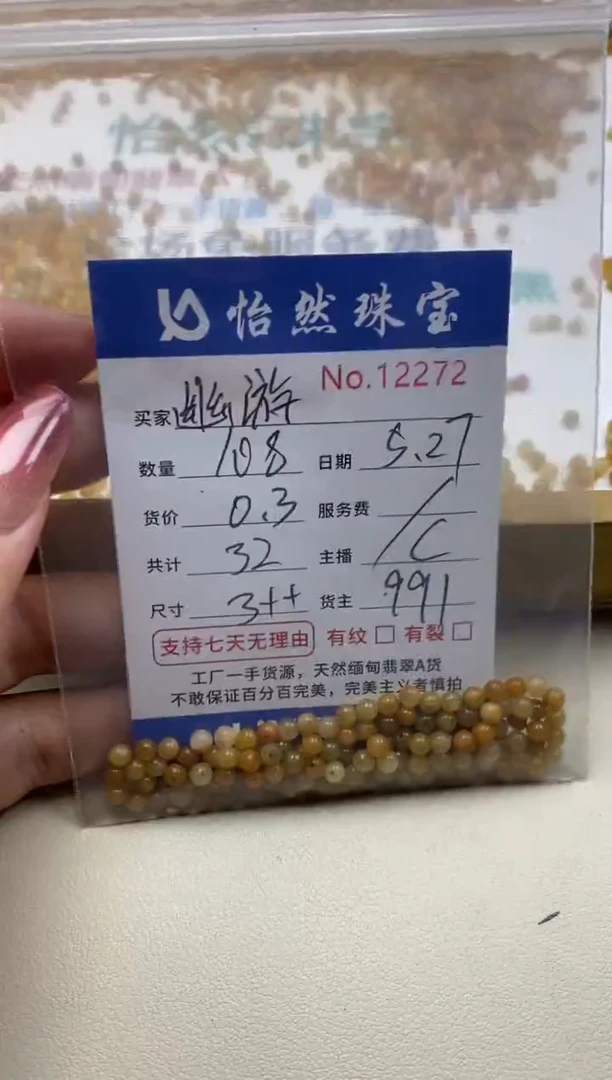 怡然珠宝
No.12272
买家 幽游
数量 108 日期 5.27
货价 0.3 服务费 /
共计 32 主播 C
尺寸 3++ 货主 991
支持七天无理由 有纹□ 有裂□
工厂一手货源，天然缅甸翡翠A货
不敢保证百分百完美，完美主义者慎拍